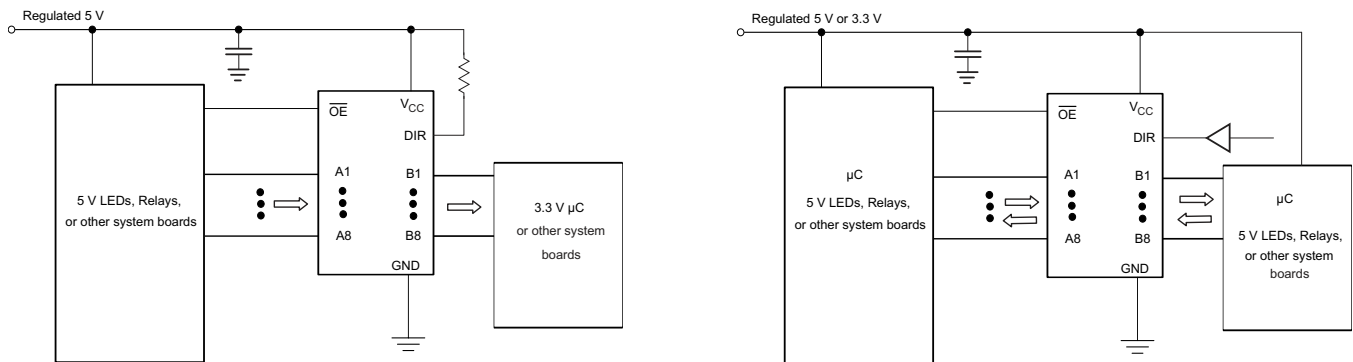 Regulated 5 V
OE
VCC
DIR
A1
B1
A8
B8
GND
5 V LEDs, Relays,
or other system boards
3.3 V µC
or other system
boards
Regulated 5 V or 3.3 V
OE
VCC
DIR
A1
B1
A8
B8
GND
µC
5 V LEDs, Relays,
or other system boards
µC
5 V LEDs, Relays,
or other system
boards